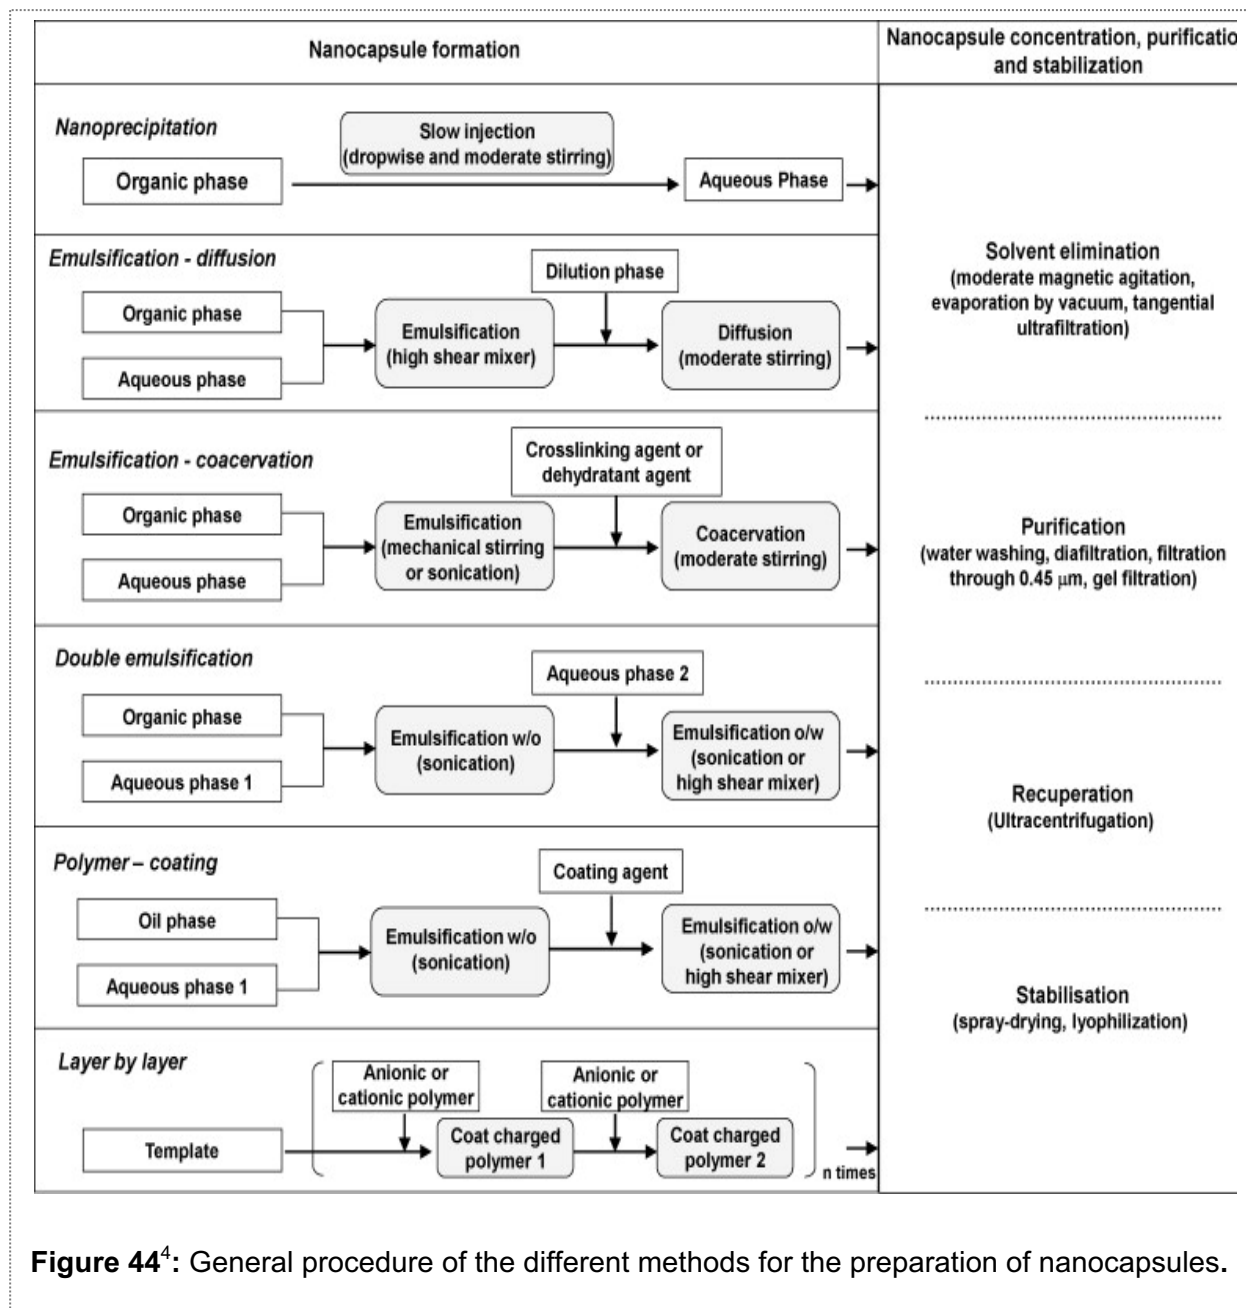 Nanocapsule formation
Nanocapsule concentration, purificatio
and stabilization
Nanoprecipitation
Slow injection
(dropwise and moderate stirring)
Organic phase
Aqueous Phase
Emulsification - diffusion
Dilution phase
Organic phase
Aqueous phase
Emulsification
(high shear mixer)
Diffusion
(moderate stirring)
Emulsification - coacervation
Crosslinking agent or
dehydratant agent
Organic phase
Aqueous phase
Emulsification
(mechanical stirring
or sonication)
Coacervation
(moderate stirring)
Double emulsification
Aqueous phase 2
Organic phase
Aqueous phase 1
Emulsification w/o
(sonication)
Emulsification o/w
(sonication or
high shear mixer)
Polymer – coating
Coating agent
Oil phase
Aqueous phase 1
Emulsification w/o
(sonication)
Emulsification o/w
(sonication or
high shear mixer)
Layer by layer
Anionic or
cationic polymer
Anionic or
cationic polymer
Template
Coat charged
polymer 1
Coat charged
polymer 2
n times
Solvent elimination
(moderate magnetic agitation,
evaporation by vacuum, tangential
ultrafiltration)
Purification
(water washing, diafiltration, filtration
through 0.45 µm, gel filtration)
Recuperation
(Ultracentrifugation)
Stabilisation
(spray-drying, lyophilization)
Figure 44⁴: General procedure of the different methods for the preparation of nanocapsules.